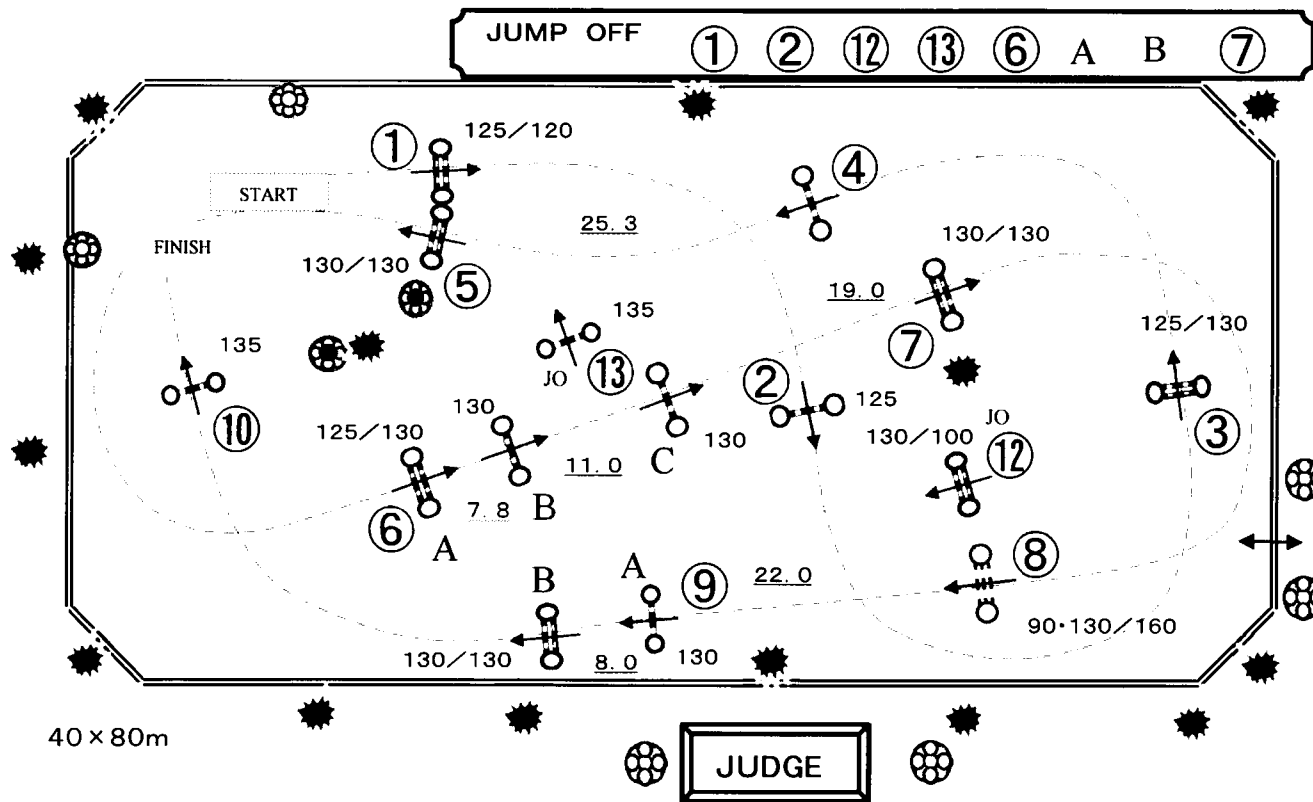 JUMP OFF ① ② ⑫ ⑬ ⑥ A B ⑦
① 125/120
④
START
25.3
FINISH
130/130
130/130
⑤
19.0
⑦
125/130
135
135
JO ⑬
② 125
③
⑩
130
130
C
JO
130/100 ⑫
125/130
11.0
⑥ 7.8 B
A
B
A ⑨
22.0
⑧
90・130/160
130/130
8.0
130
40×80m
JUDGE